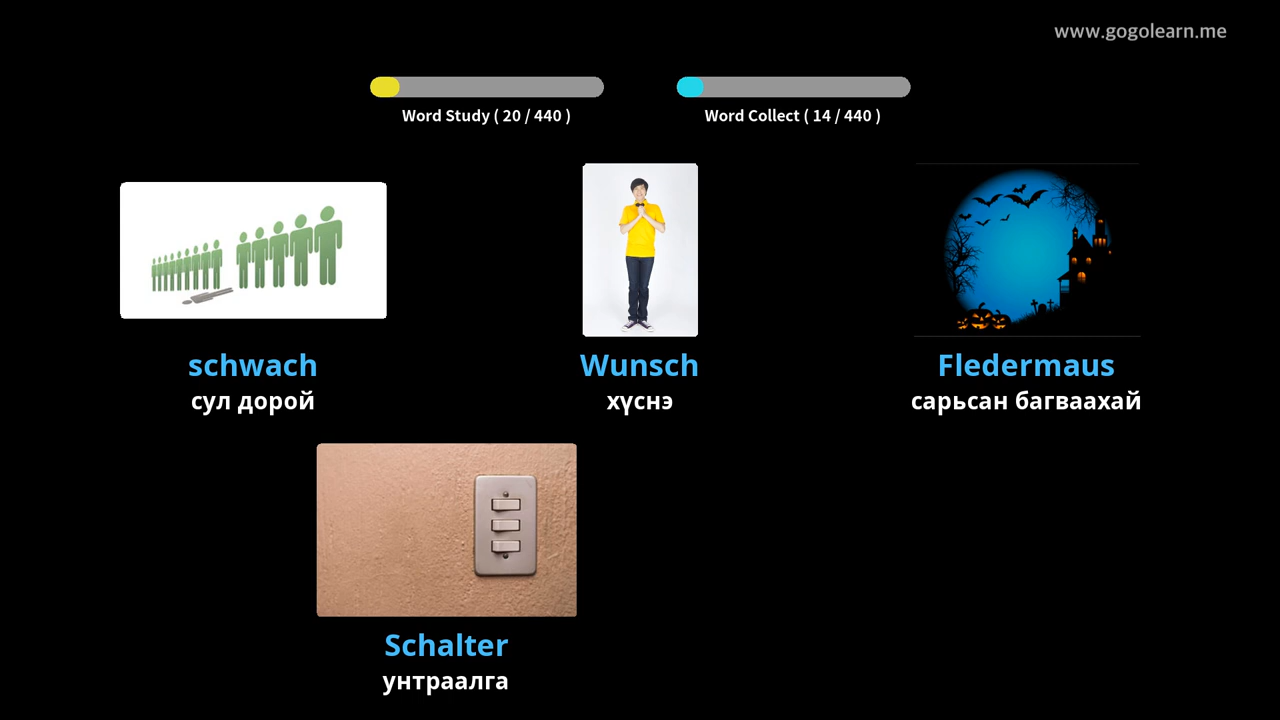 www.gogolearn.me
Word Study ( 20 / 440 )
Word Collect ( 14 / 440 )
schwach
сул дорой
Wunsch
хүснэ
Fledermaus
сарьсан багваахай
Schalter
унтраалга